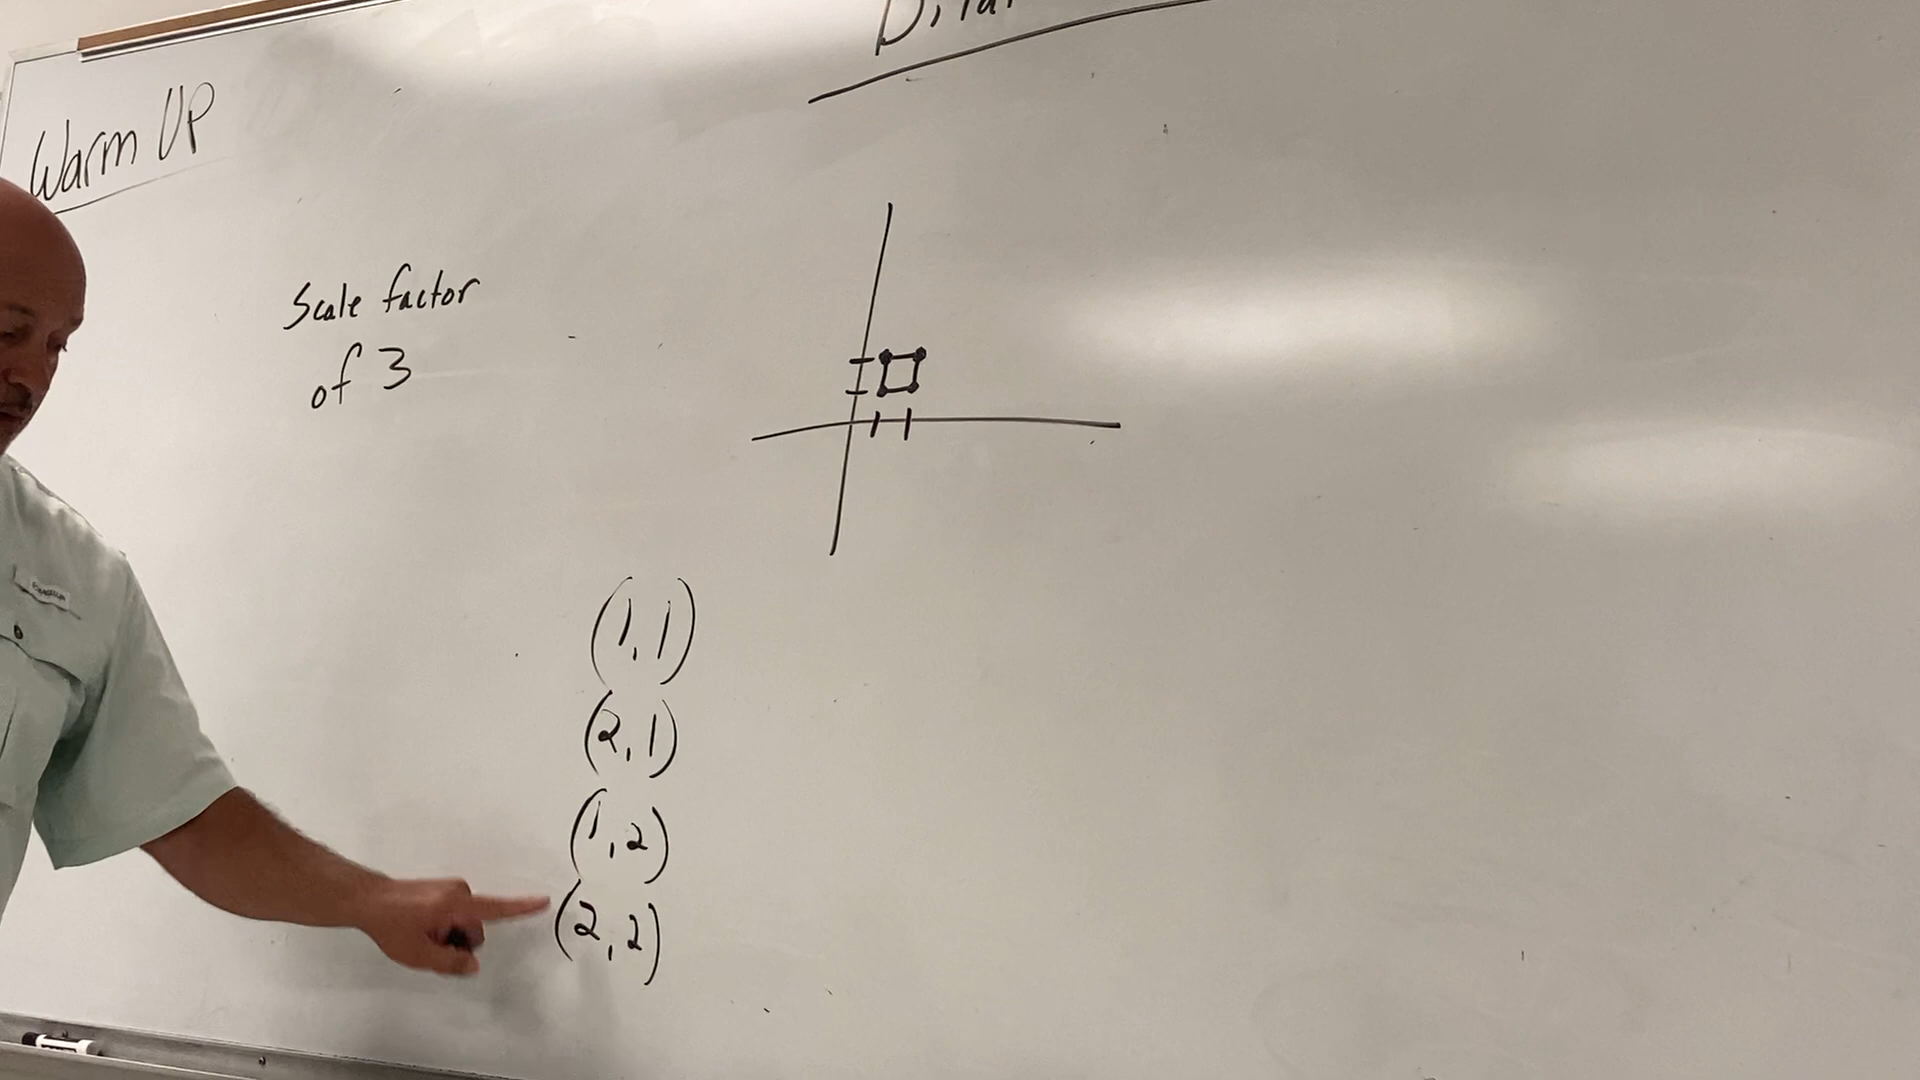 Warm UP
Scale factor
of 3
(1,1)
(2,1)
(1,2)
(2,2)